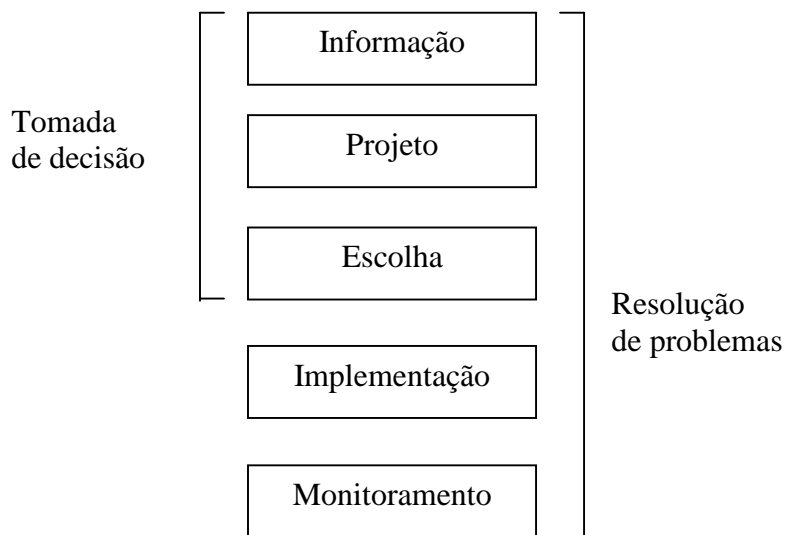 Informação
Tomada
de decisão
Projeto
Escolha
Resolução
de problemas
Implementação
Monitoramento